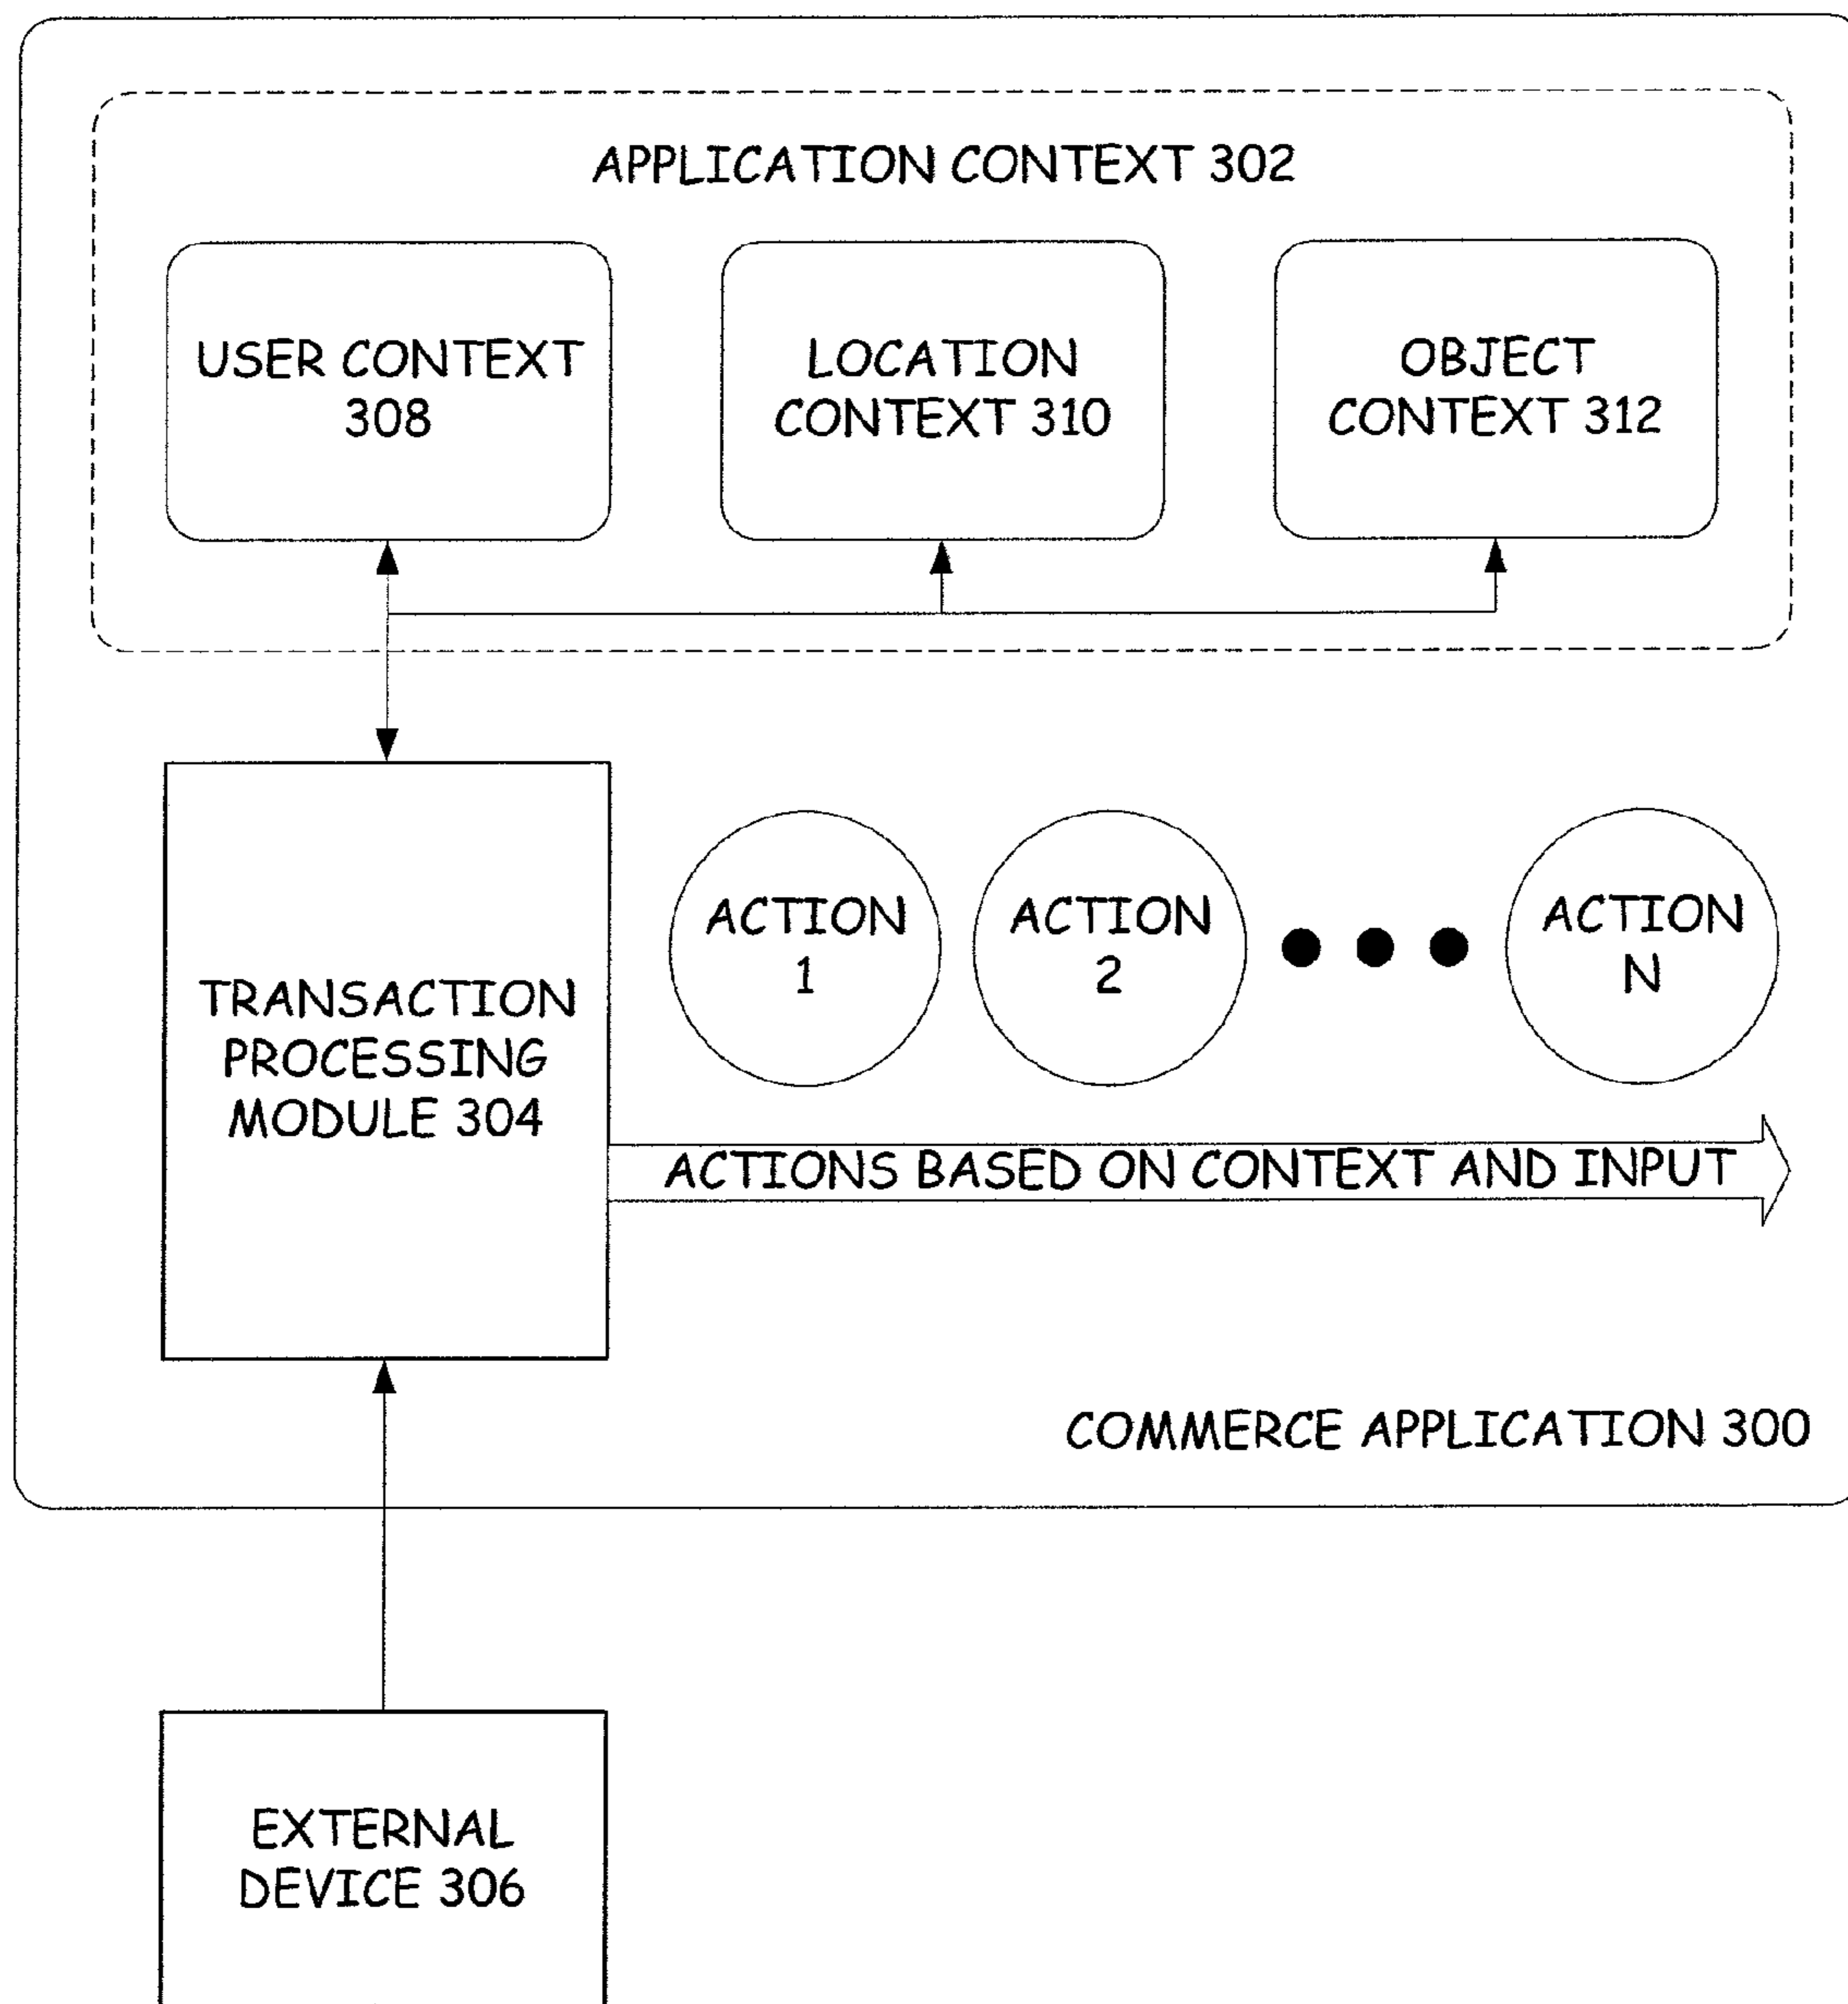 APPLICATION CONTEXT 302
USER CONTEXT
308
LOCATION
CONTEXT 310
OBJECT
CONTEXT 312
TRANSACTION
PROCESSING
MODULE 304
ACTION
1
ACTION
2
ACTION
N
ACTIONS BASED ON CONTEXT AND INPUT
COMMERCE APPLICATION 300
EXTERNAL
DEVICE 306